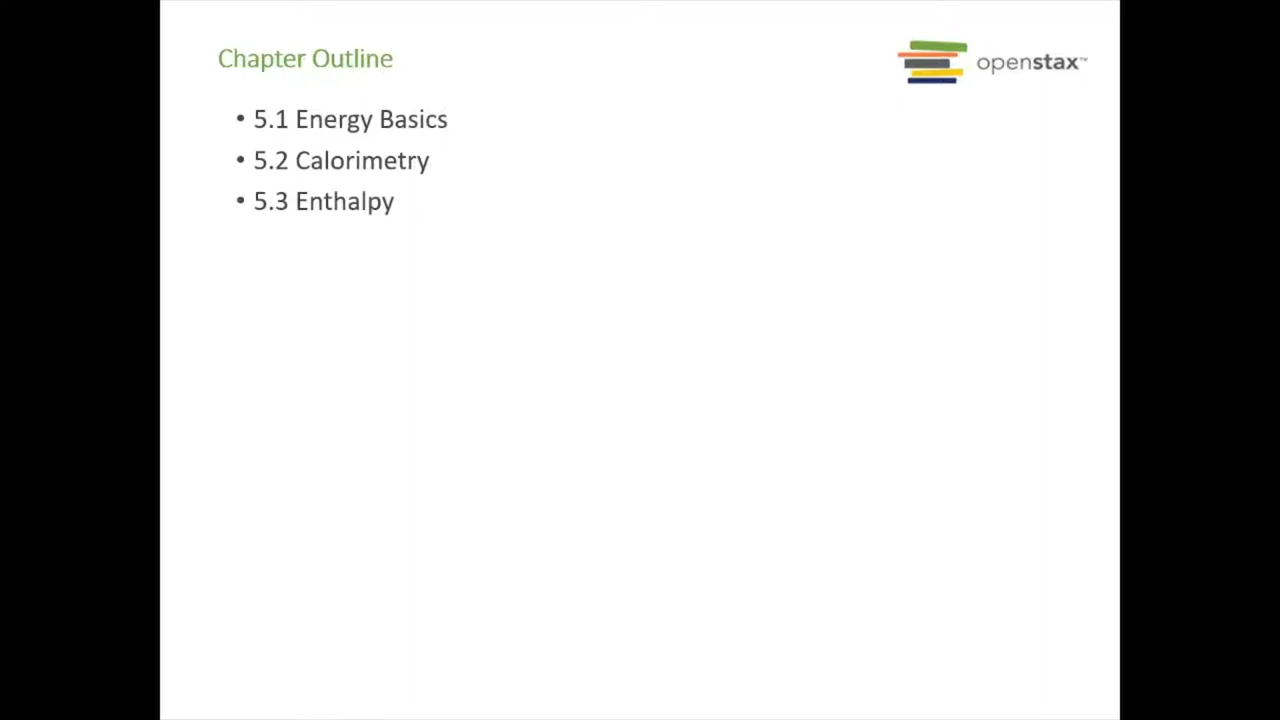 Chapter Outline
openstax™
• 5.1 Energy Basics
• 5.2 Calorimetry
• 5.3 Enthalpy